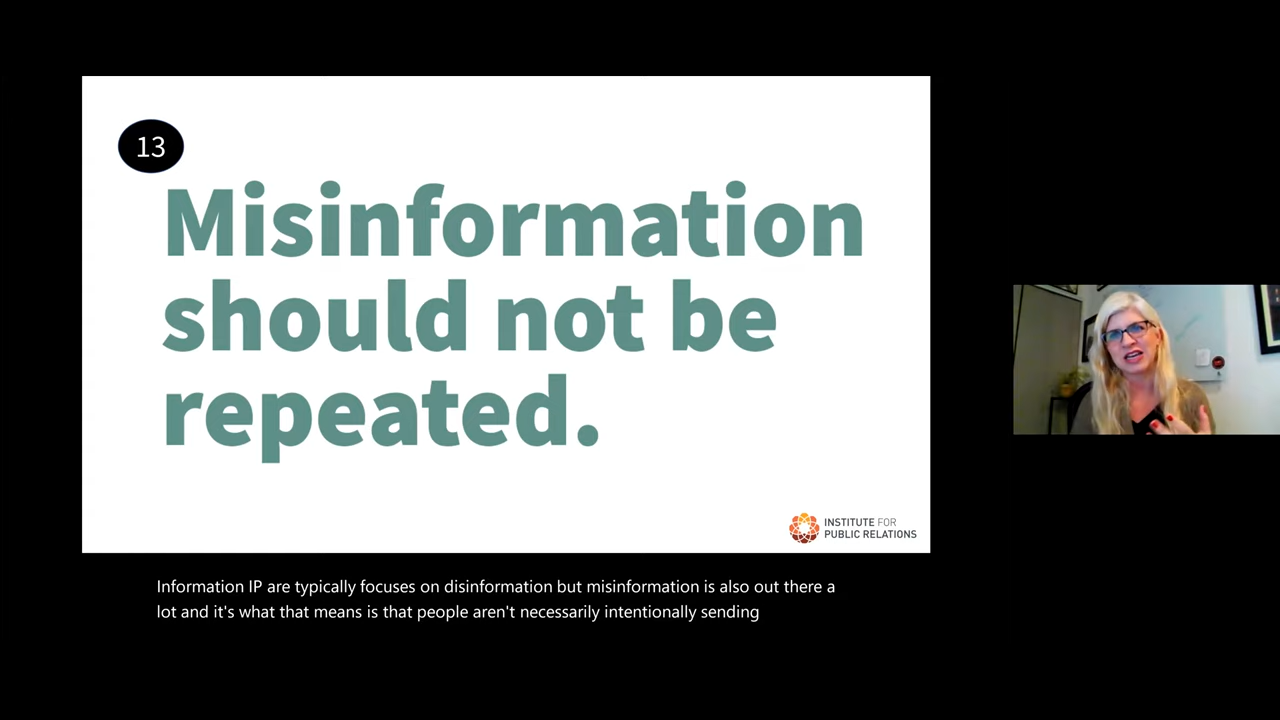 13
Misinformation
should not be
repeated.
INSTITUTE FOR
PUBLIC RELATIONS
Information IP are typically focuses on disinformation but misinformation is also out there a
lot and it's what that means is that people aren't necessarily intentionally sending